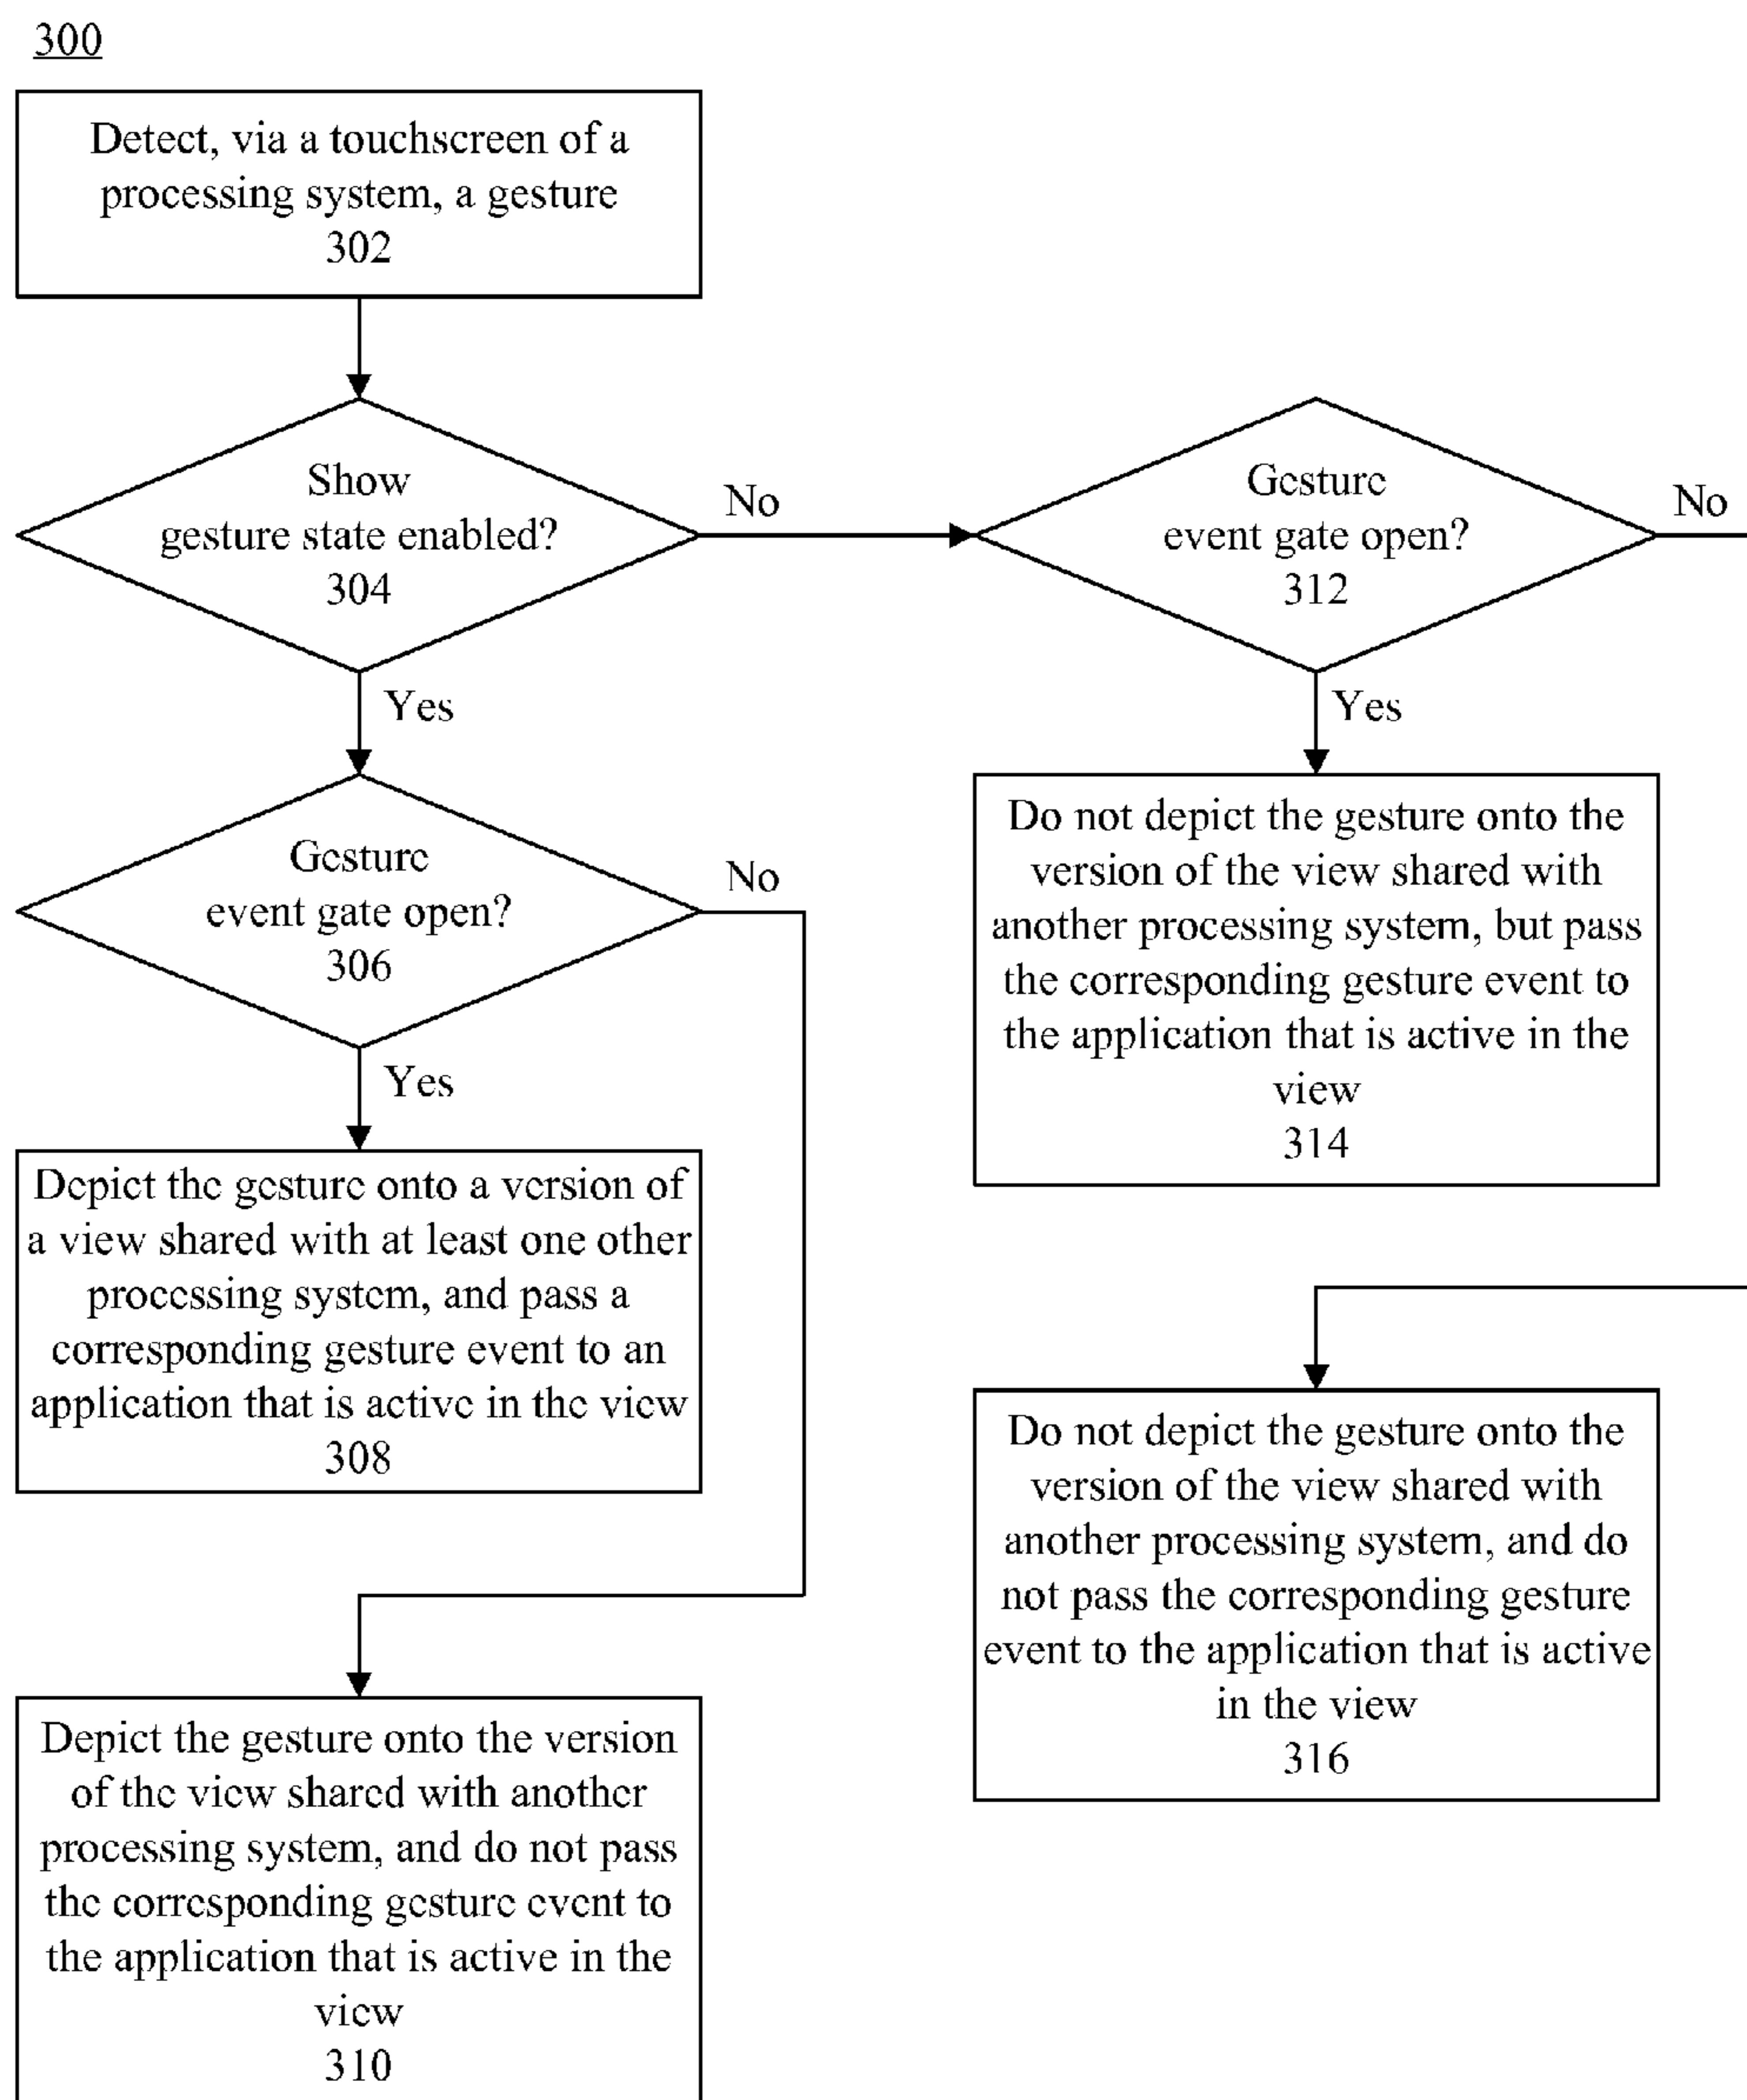 300
Detect, via a touchscreen of a
processing system, a gesture
302
Show
gesture state enabled?
304
No
Gesture
event gate open?
312
No
Yes
Yes
Gesture
event gate open?
306
No
Do not depict the gesture onto the
version of the view shared with
another processing system, but pass
the corresponding gesture event to
the application that is active in the
view
314
Yes
Depict the gesture onto a version of
a view shared with at least one other
processing system, and pass a
corresponding gesture event to an
application that is active in the view
308
Do not depict the gesture onto the
version of the view shared with
another processing system, and do
not pass the corresponding gesture
event to the application that is active
in the view
316
Depict the gesture onto the version
of the view shared with another
processing system, and do not pass
the corresponding gesture event to
the application that is active in the
view
310